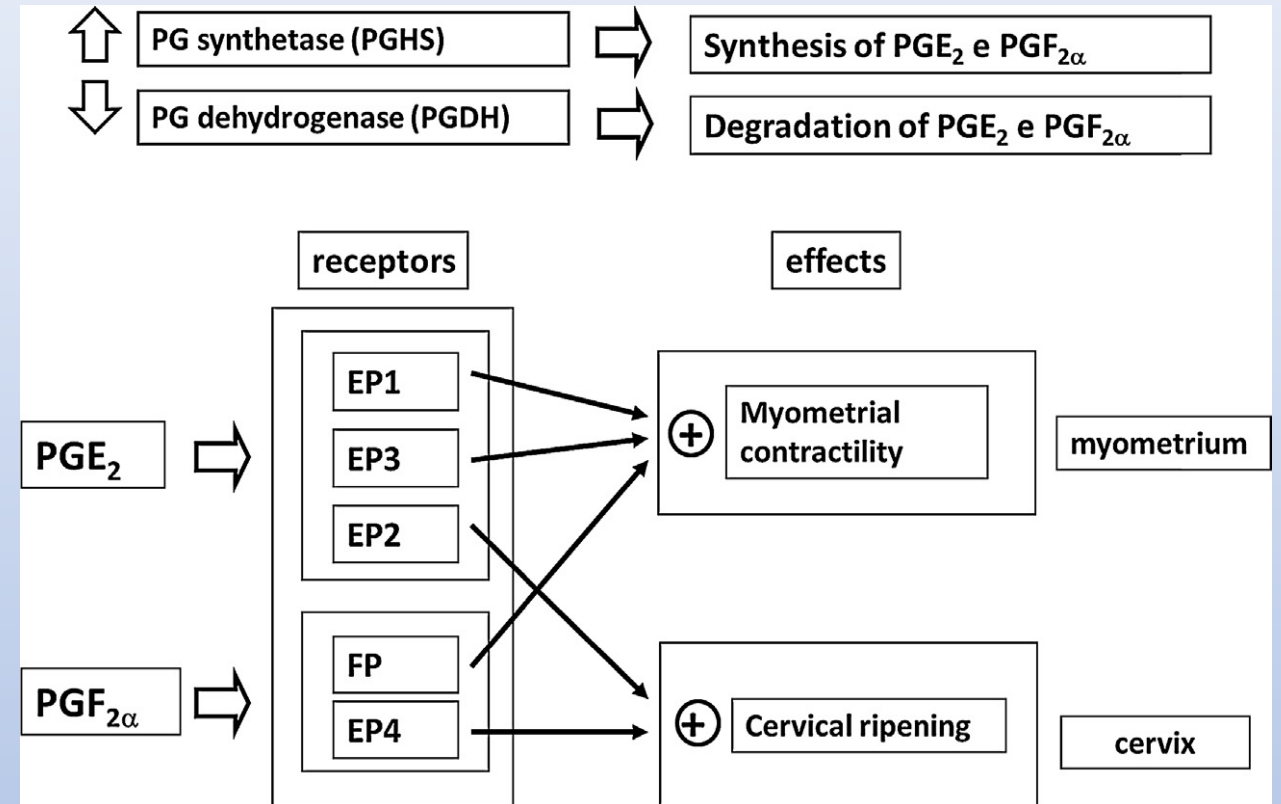 PG synthetase (PGHS)
Synthesis of PGE₂ e PGF₂α
PG dehydrogenase (PGDH)
Degradation of PGE₂ e PGF₂α
receptors
effects
PGE₂
EP1
EP3
EP2
+
Myometrial
contractility
myometrium
PGF₂α
FP
EP4
+
Cervical ripening
cervix